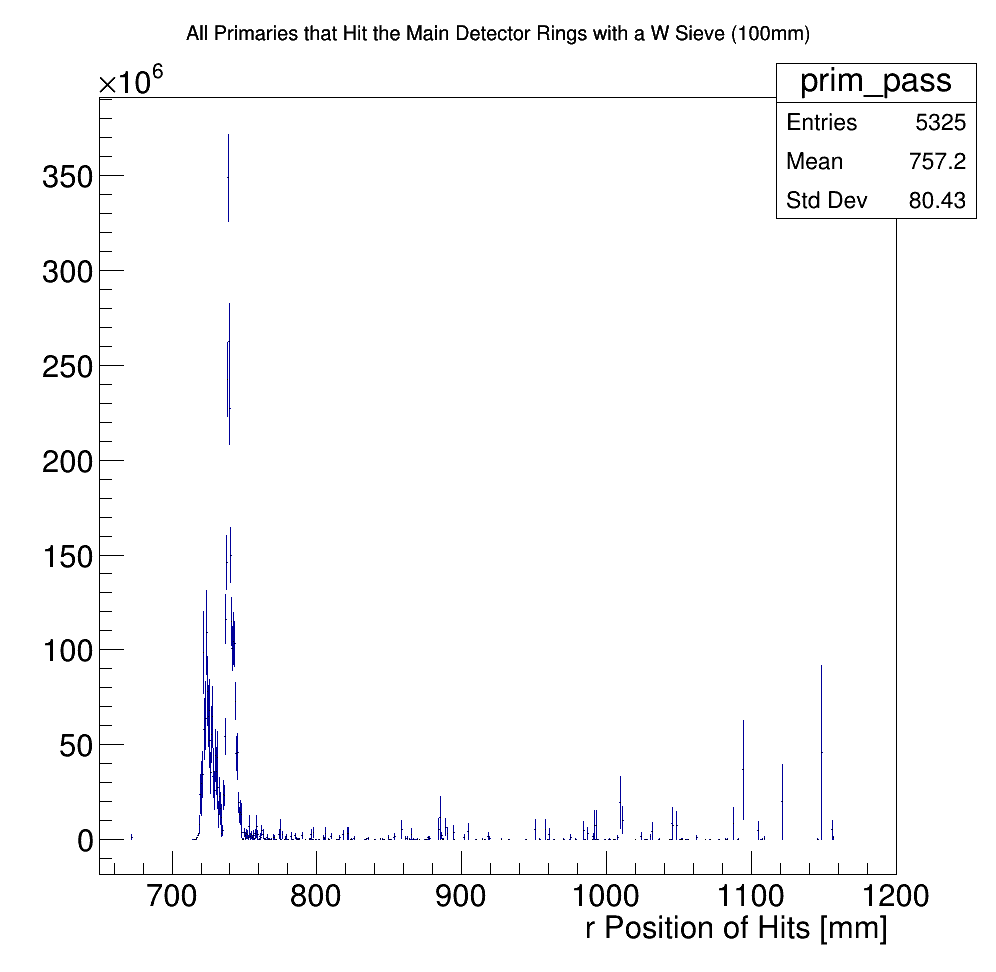 All Primaries that Hit the Main Detector Rings with a W Sieve (100mm)
×10⁶
prim_pass
Entries 5325
Mean 757.2
Std Dev 80.43
350
300
250
200
150
100
50
0
700 800 900 1000 1100 1200
r Position of Hits [mm]